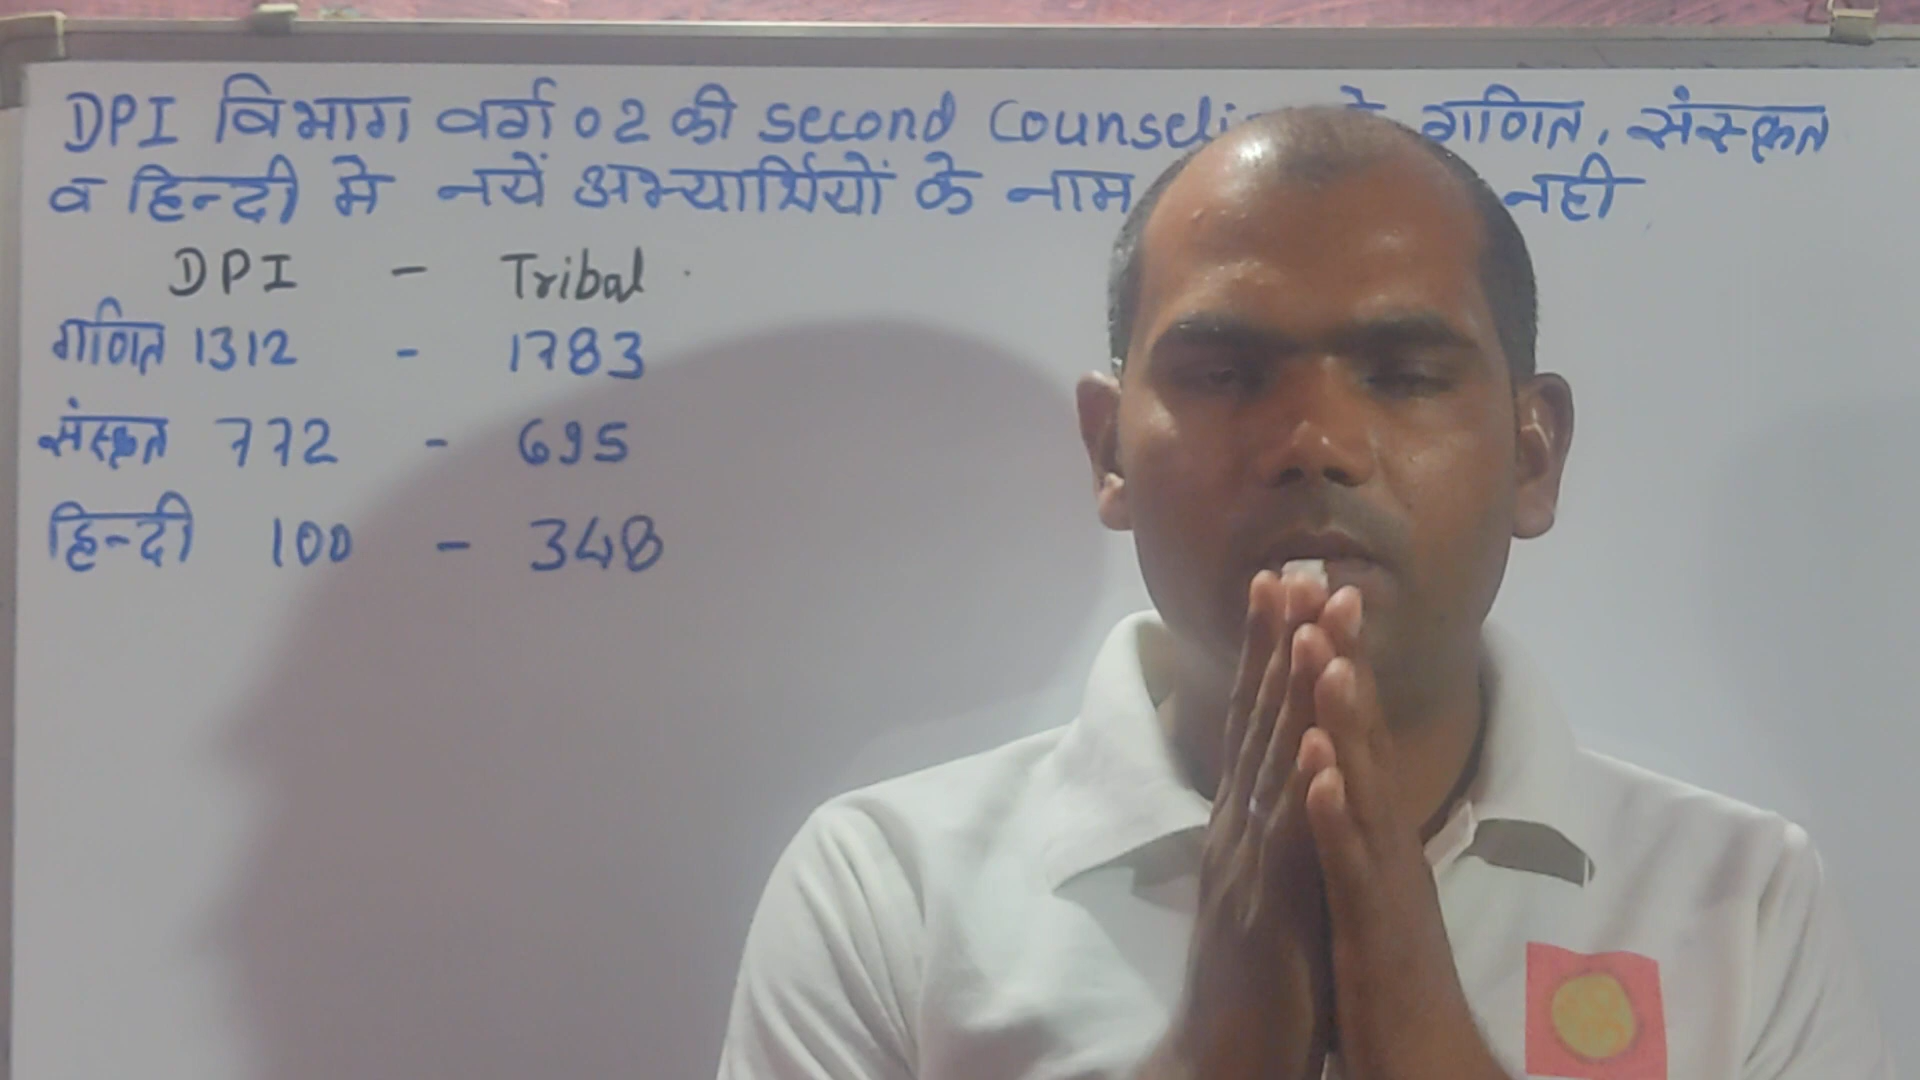 DPI विभाग वर्ग 02 की second Counseli गणित, संस्कृत
व हिन्दी मे नयें अभ्यार्थियों के नाम नही
DPI - Tribal
गणित 1312 - 1783
संस्कृत 772 - 695
हिन्दी 100 - 348